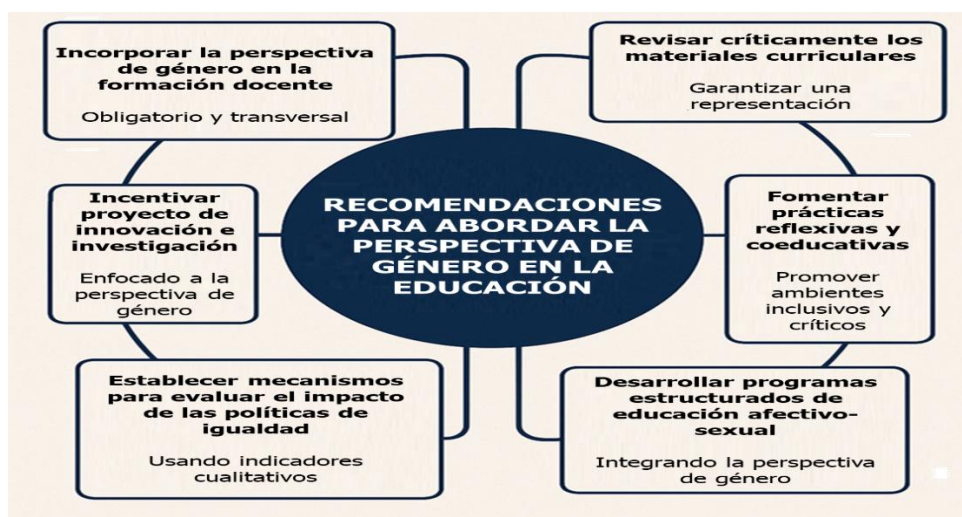 Incorporar la perspectiva
de género en la
formación docente
Obligatorio y transversal
Revisar críticamente los
materiales curriculares
Garantizar una
representación
Incentivar
proyecto de
innovación e
investigación
Enfocado a la
perspectiva de
género
RECOMENDACIONES
PARA ABORDAR LA
PERSPECTIVA DE
GÉNERO EN LA
EDUCACIÓN
Fomentar
prácticas
reflexivas y
coeducativas
Promover
ambientes
inclusivos y
críticos
Establecer mecanismos
para evaluar el impacto
de las políticas de
igualdad
Usando indicadores
cualitativos
Desarrollar programas
estructurados de
educación afectivo-
sexual
Integrando la perspectiva
de género